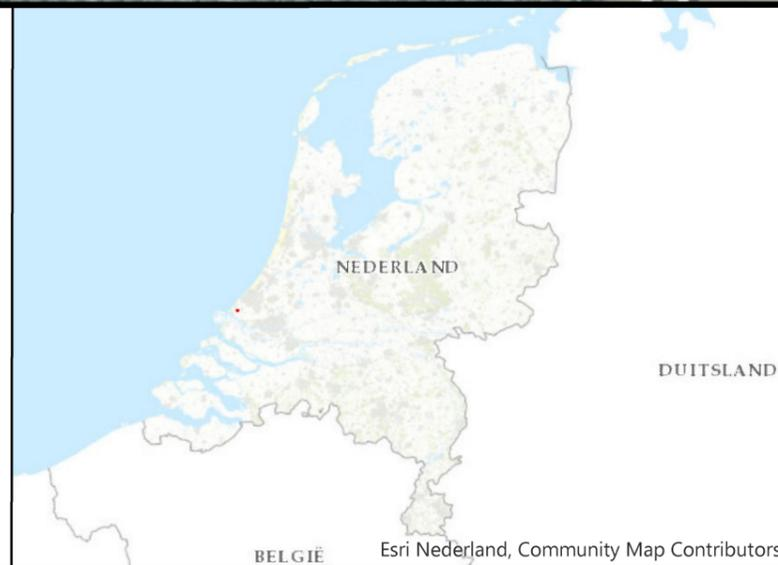 NEDERLAND
DUITSLAND
BELGIË
Esri Nederland, Community Map Contributors